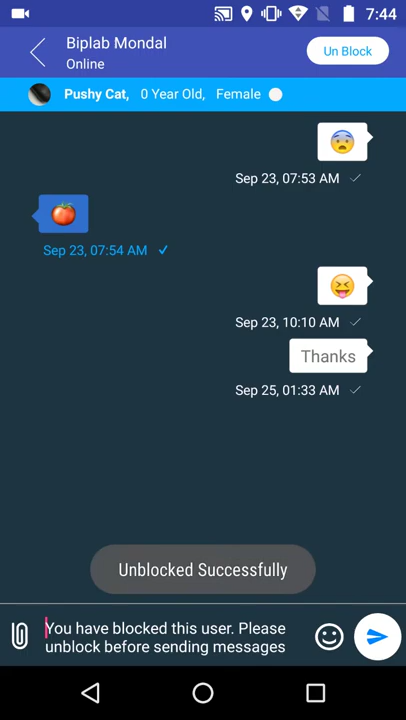 7:44
Biplab Mondal
Online
Un Block
Pushy Cat, 0 Year Old, Female
Sep 23, 07:53 AM
Sep 23, 07:54 AM
Sep 23, 10:10 AM
Thanks
Sep 25, 01:33 AM
Unblocked Successfully
You have blocked this user. Please
unblock before sending messages